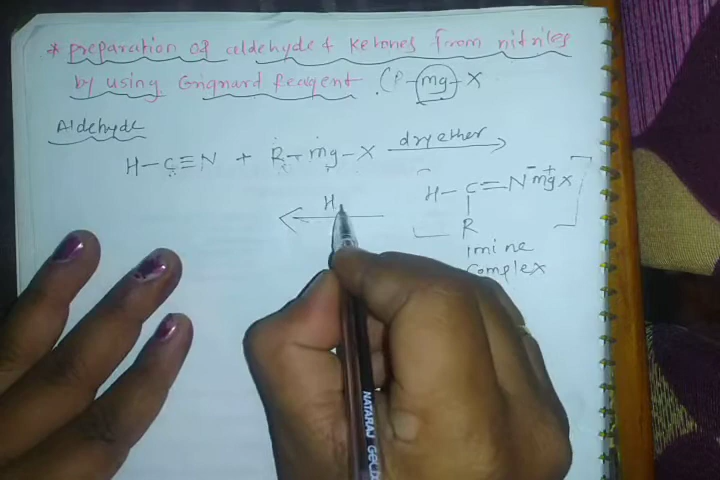 * preparation of aldehyde & Ketones from nitriles
by using Grignard Reagent (R-mg-X
Aldehyde
H-C≡N + R-mg-X dry ether
H-C=N⁻mg⁺X
H
R
imine
complex
NATARAJ